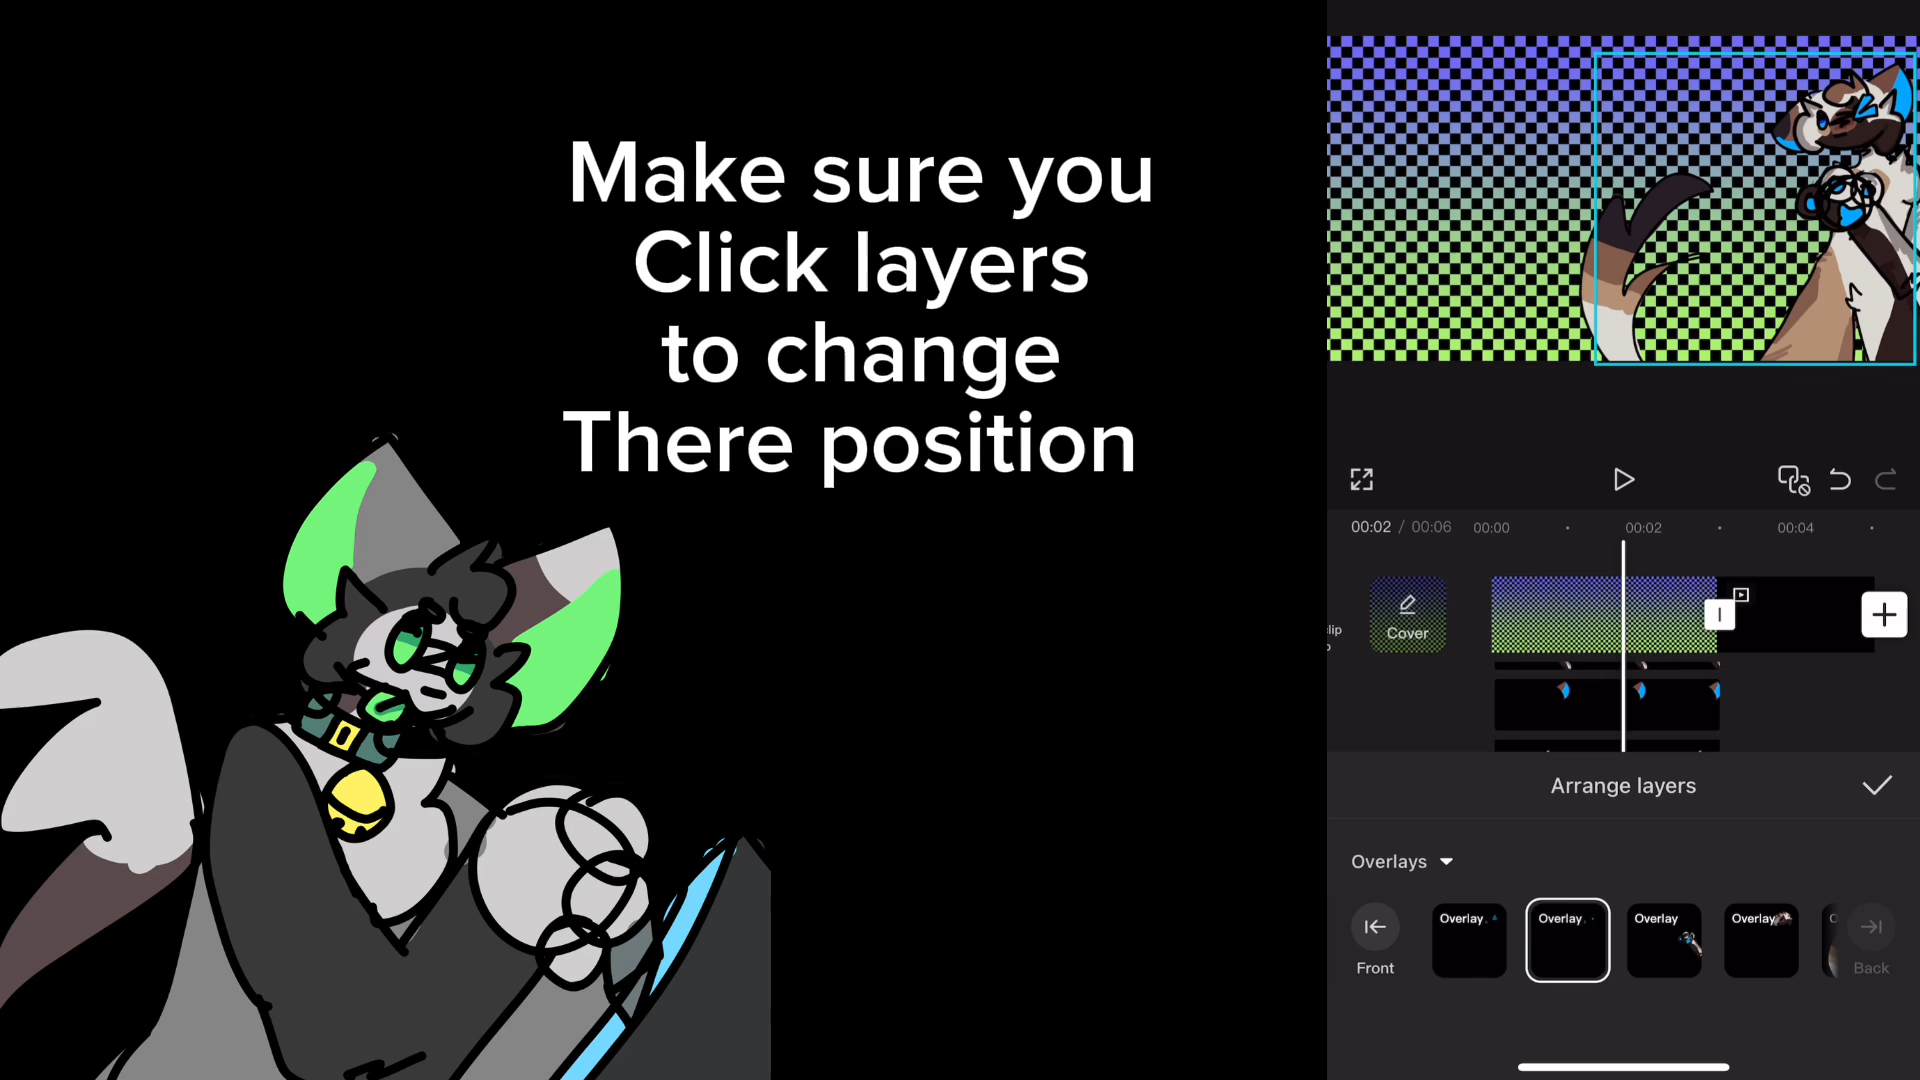 Make sure you
Click layers
to change
There position
00:02 / 00:06
00:00
00:02
00:04
Cover
Arrange layers
Overlays
Front
Overlay
Overlay
Overlay
Overlay
Back